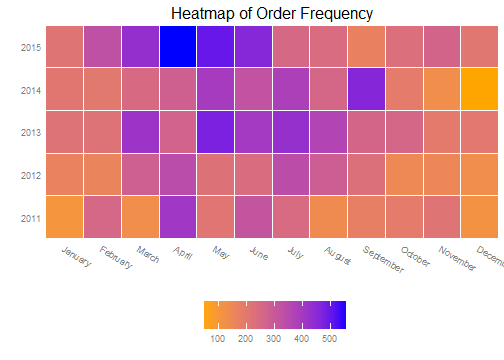 Heatmap of Order Frequency
2015
2014
2013
2012
2011
January
February
March
April
May
June
July
August
September
October
November
Decem
100
200
300
400
500